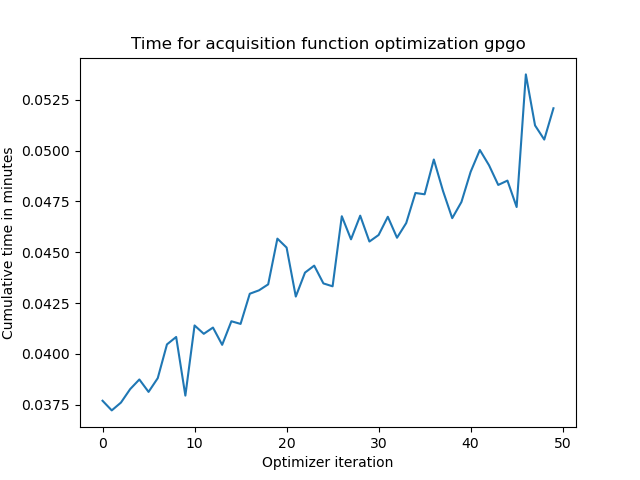 Time for acquisition function optimization gpgo
Cumulative time in minutes
0.0525
0.0500
0.0475
0.0450
0.0425
0.0400
0.0375
0 10 20 30 40 50
Optimizer iteration